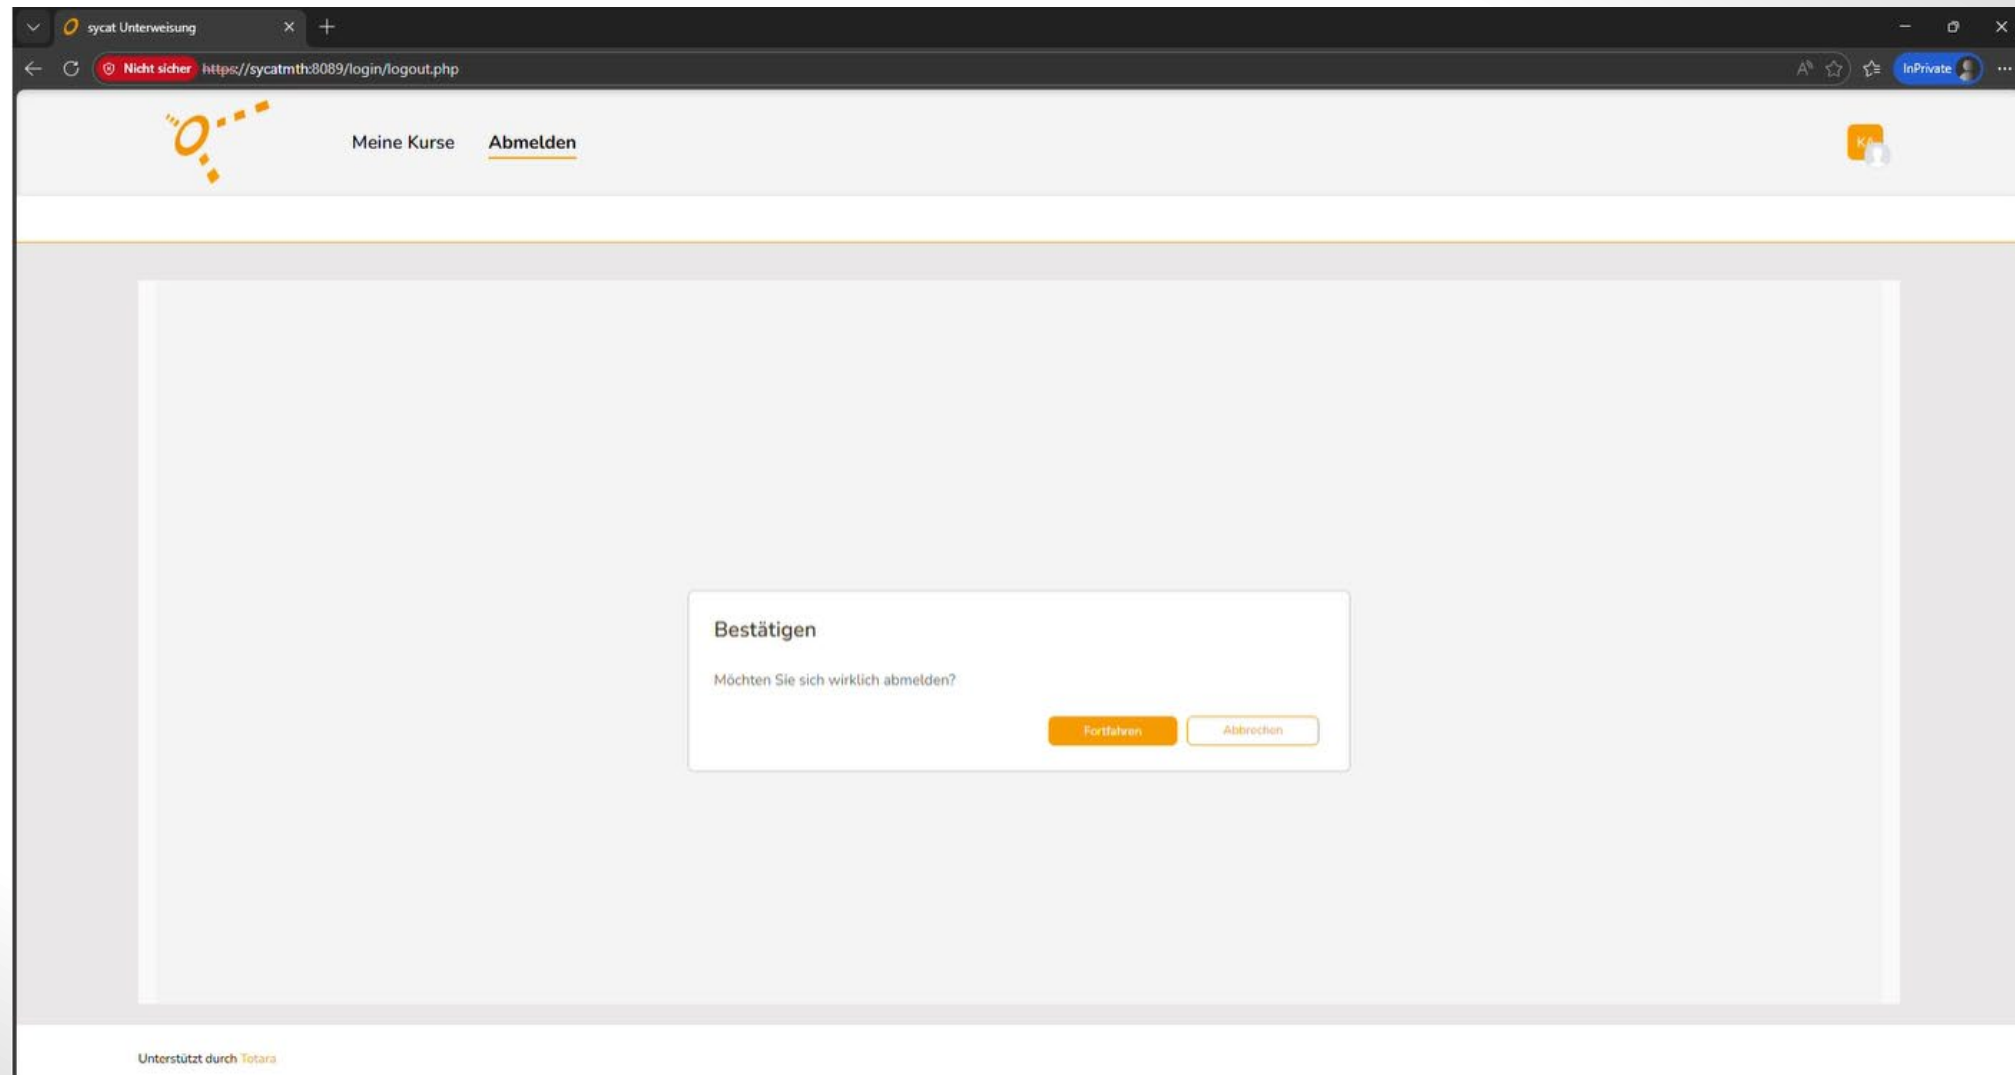 sycat Unterweisung
Nicht sicher https://sycatmth:8089/login/logout.php
InPrivate
Meine Kurse Abmelden
KA
Bestätigen
Möchten Sie sich wirklich abmelden?
Fortfahren Abbrechen
Unterstützt durch Totara